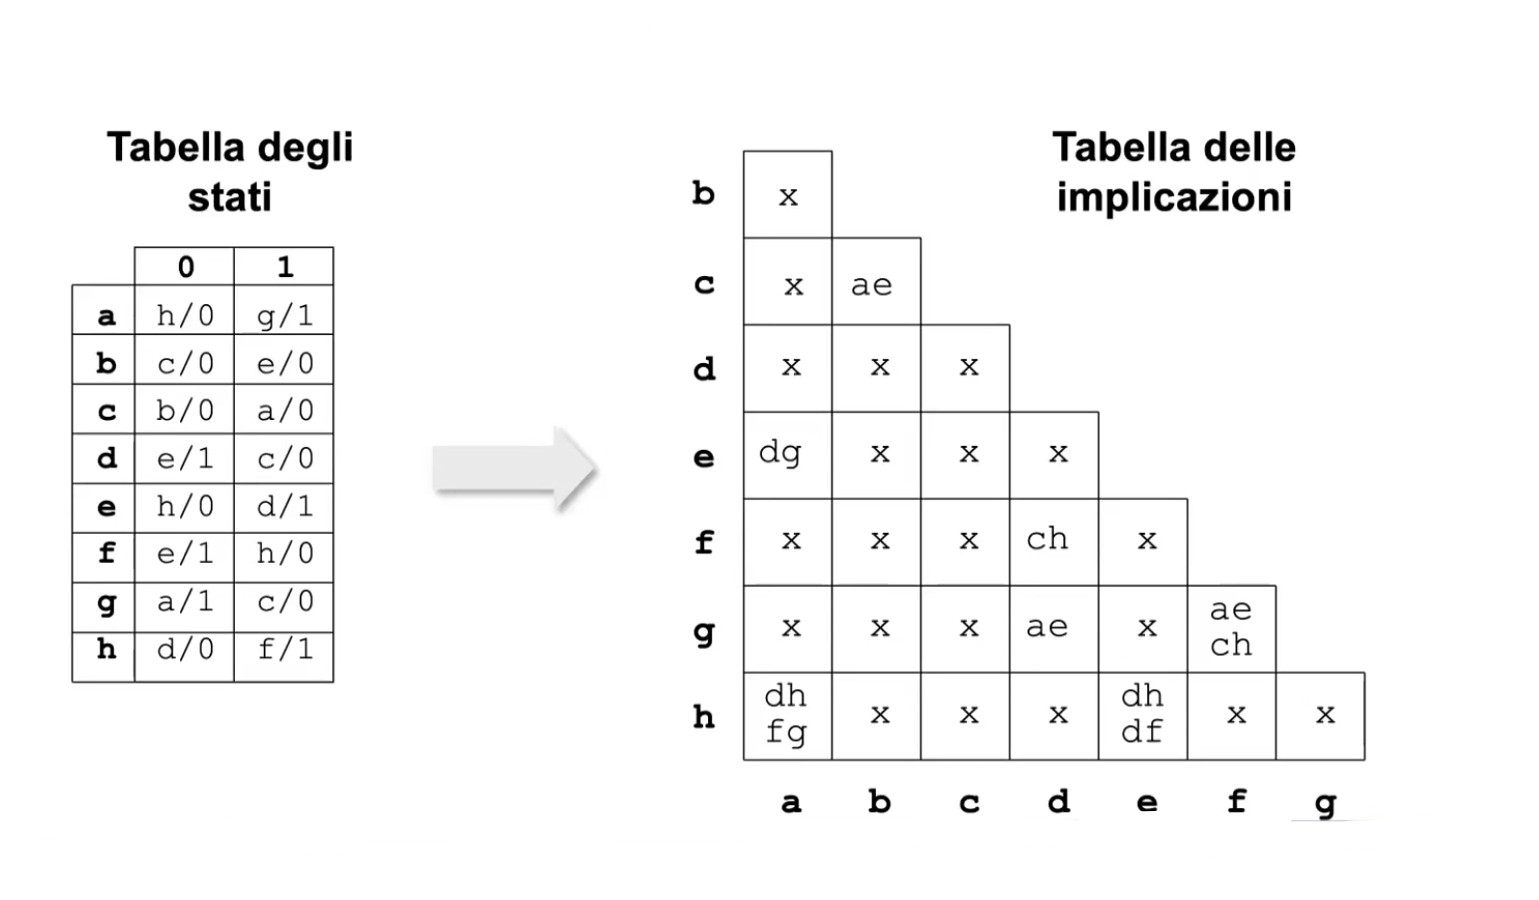 Tabella degli
stati
0 1
a h/0 g/1
b c/0 e/0
c b/0 a/0
d e/1 c/0
e h/0 d/1
f e/1 h/0
g a/1 c/0
h d/0 f/1
Tabella delle
implicazioni
b x
c x ae
d x x x
e dg x x x
f x x x ch x
g x x x ae x ae
ch
h dh x x x dh x x
fg df
a b c d e f g